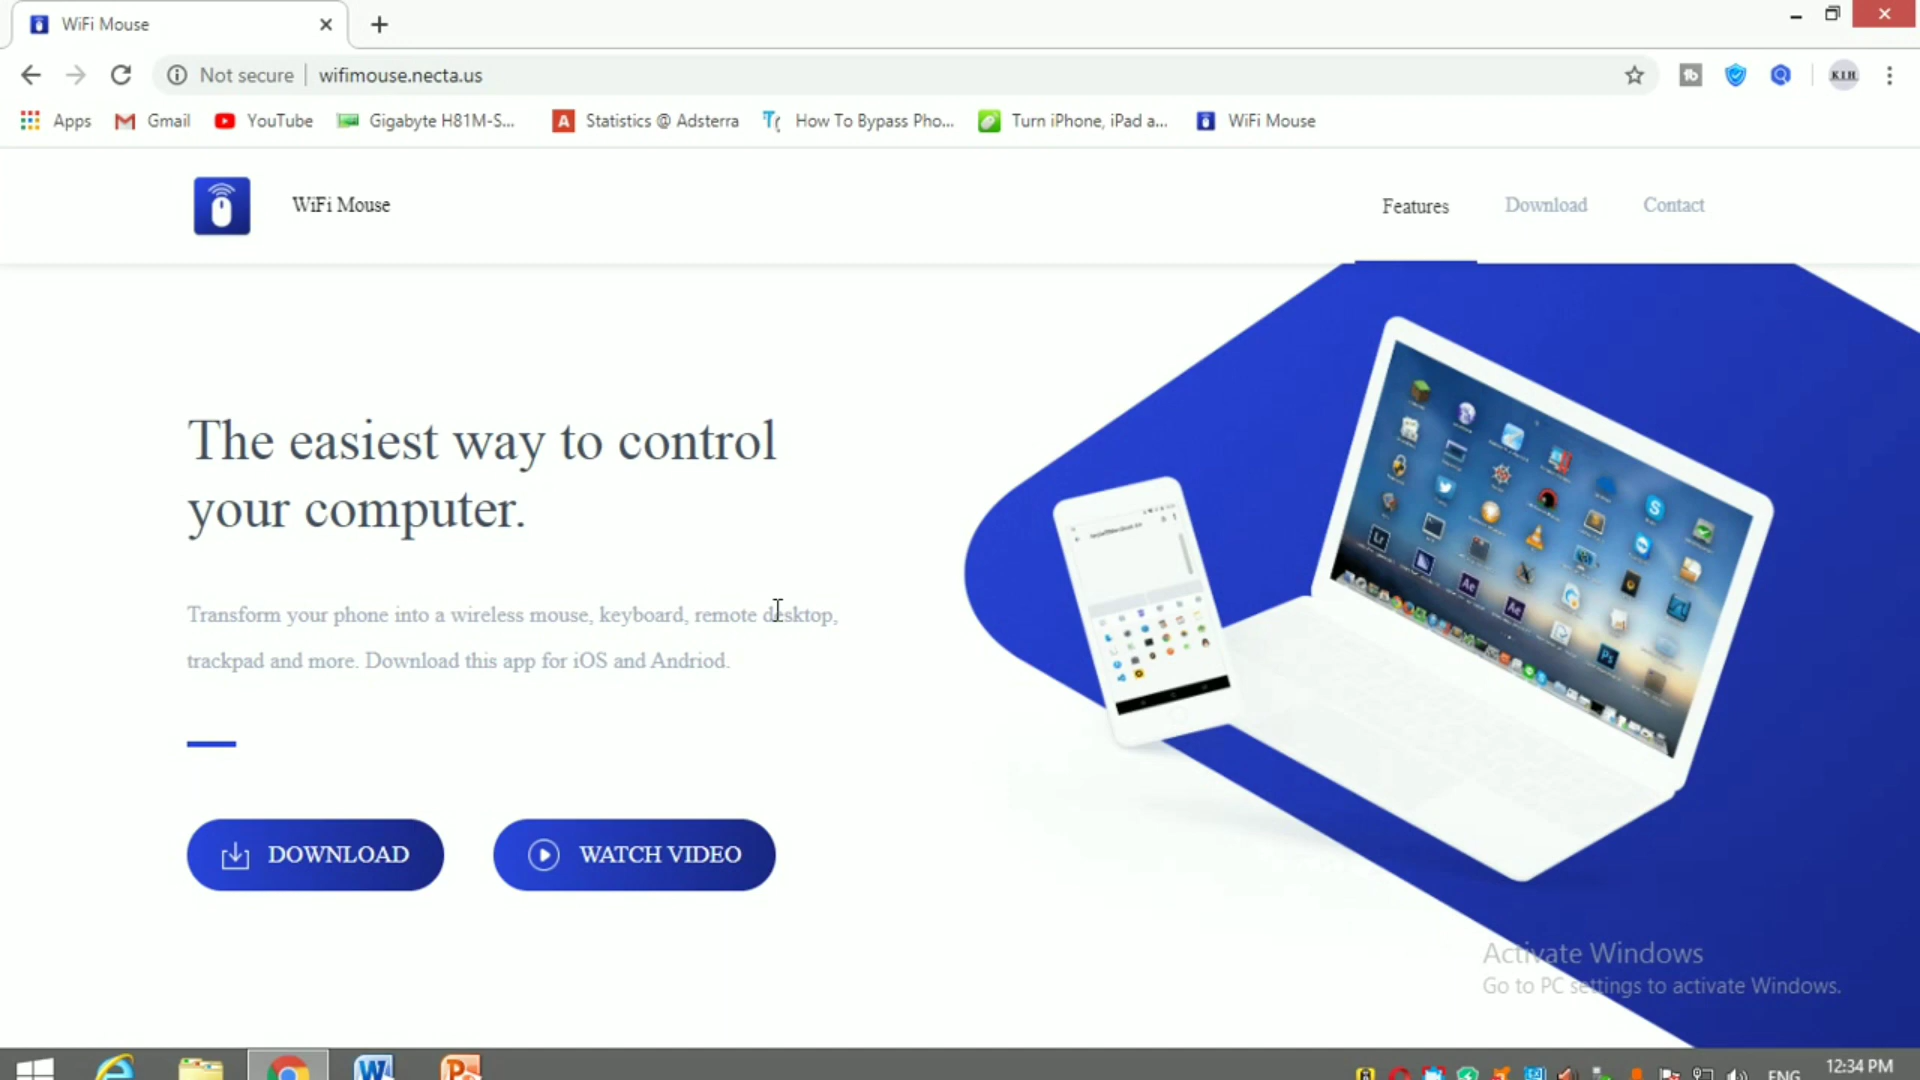 WiFi Mouse
Not secure
wifimouse.necta.us
Apps
Gmail
YouTube
Gigabyte H81M-S...
Statistics @ Adsterra
How To Bypass Pho...
Turn iPhone, iPad a...
WiFi Mouse
WiFi Mouse
Features
Download
Contact
The easiest way to control
your computer.
Transform your phone into a wireless mouse, keyboard, remote desktop,
trackpad and more. Download this app for iOS and Andriod.
DOWNLOAD
WATCH VIDEO
Activate Windows
Go to PC settings to activate Windows.
ENG
12:34 PM